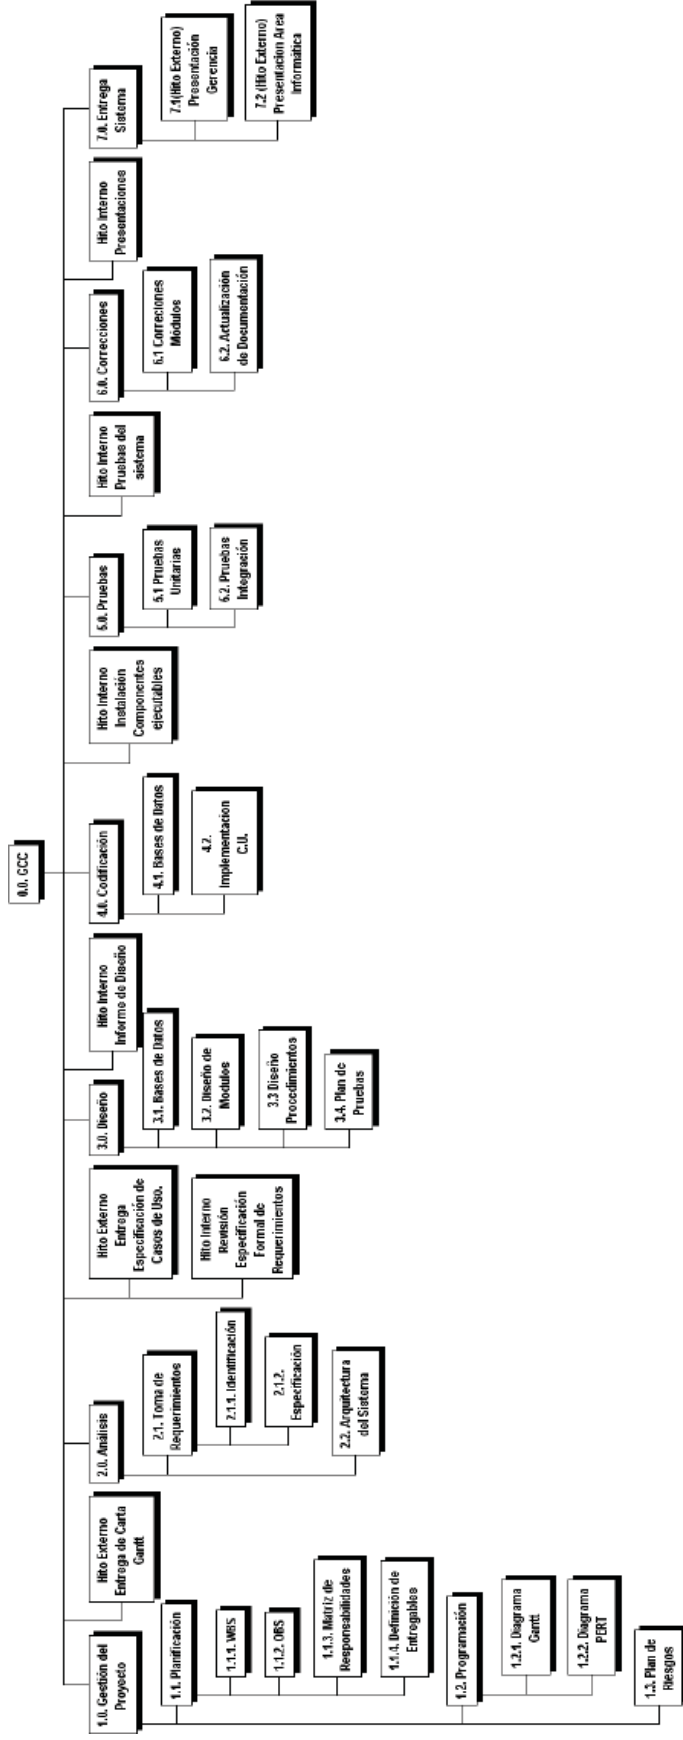 0.0. GCC
1.0. Gestión del
Proyecto
1.1. Planificación
1.1.1. WBS
1.1.2. OBS
1.1.3. Matriz de
Responsabilidades
1.1.4. Definición de
Entregables
1.2. Programación
1.2.1. Diagrama
Gantt
1.2.2. Diagrama
PERT
1.3. Plan de
Riesgos
Hito Externo
Entrega de Carta
Gantt
2.0. Análisis
2.1. Toma de
Requerimientos
2.1.1. Identificación
2.1.2.
Especificación
2.2. Arquitectura
del Sistema
Hito Externo
Entrega
Especificación de
Casos de Uso.
Hito Interno
Revisión
Especificación
Formal de
Requerimientos
3.0. Diseño
3.1. Bases de Datos
3.2. Diseño de
Modulos
3.3 Diseño
Procedimientos
3.4. Plan de
Pruebas
Hito Interno
Informe de Diseño
4.0. Codificación
4.1. Bases de Datos
4.2.
Implementacion
C.U.
Hito Interno
Instalación
Componentes
ejecutables
5.0. Pruebas
5.1 Pruebas
Unitarias
5.2. Pruebas
Integración
Hito Interno
Pruebas del
sistema
6.0. Correcciones
6.1 Correciones
Módulos
6.2. Actualización
de Documentación
Hito Interno
Presentaciones
7.0. Entrega
Sistema
7.1(Hito Externo)
Presentación
Gerencia
7.2 (Hito Externo)
Presentacion Area
Informática